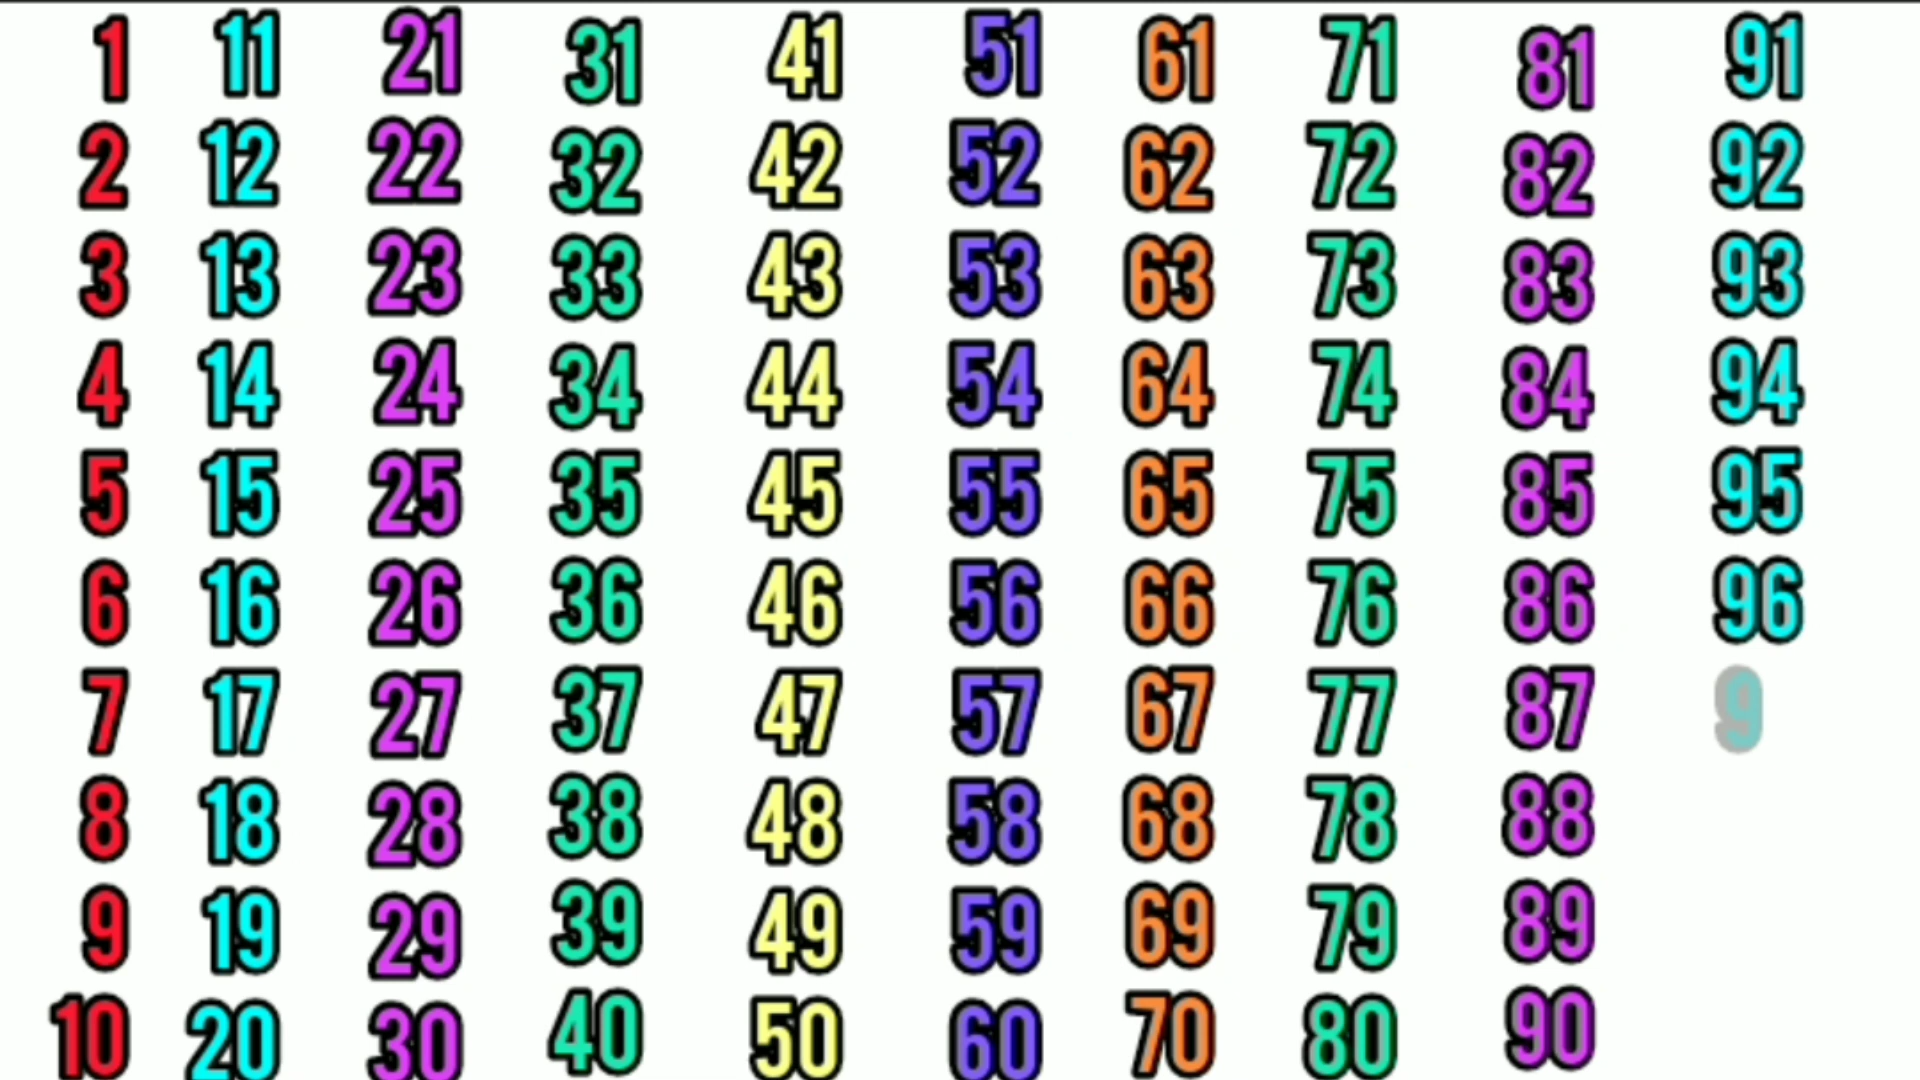 1 11 21 31 41 51 61 71 81 91
2 12 22 32 42 52 62 72 82 92
3 13 23 33 43 53 63 73 83 93
4 14 24 34 44 54 64 74 84 94
5 15 25 35 45 55 65 75 85 95
6 16 26 36 46 56 66 76 86 96
7 17 27 37 47 57 67 77 87 9
8 18 28 38 48 58 68 78 88
9 19 29 39 49 59 69 79 89
10 20 30 40 50 60 70 80 90